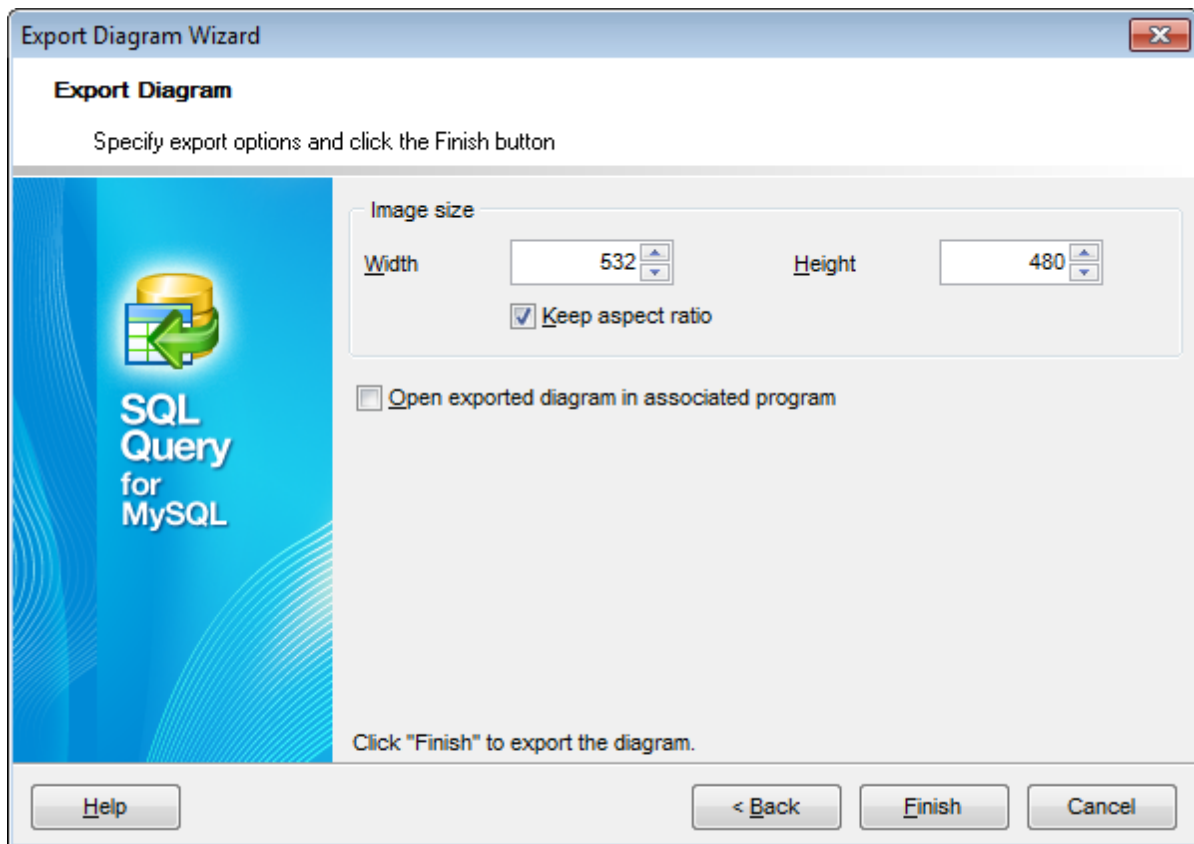 Export Diagram Wizard
Export Diagram
Specify export options and click the Finish button
Image size
Width 532 Height 480
Keep aspect ratio
Open exported diagram in associated program
SQL
Query
for
MySQL
Click "Finish" to export the diagram.
Help < Back Finish Cancel